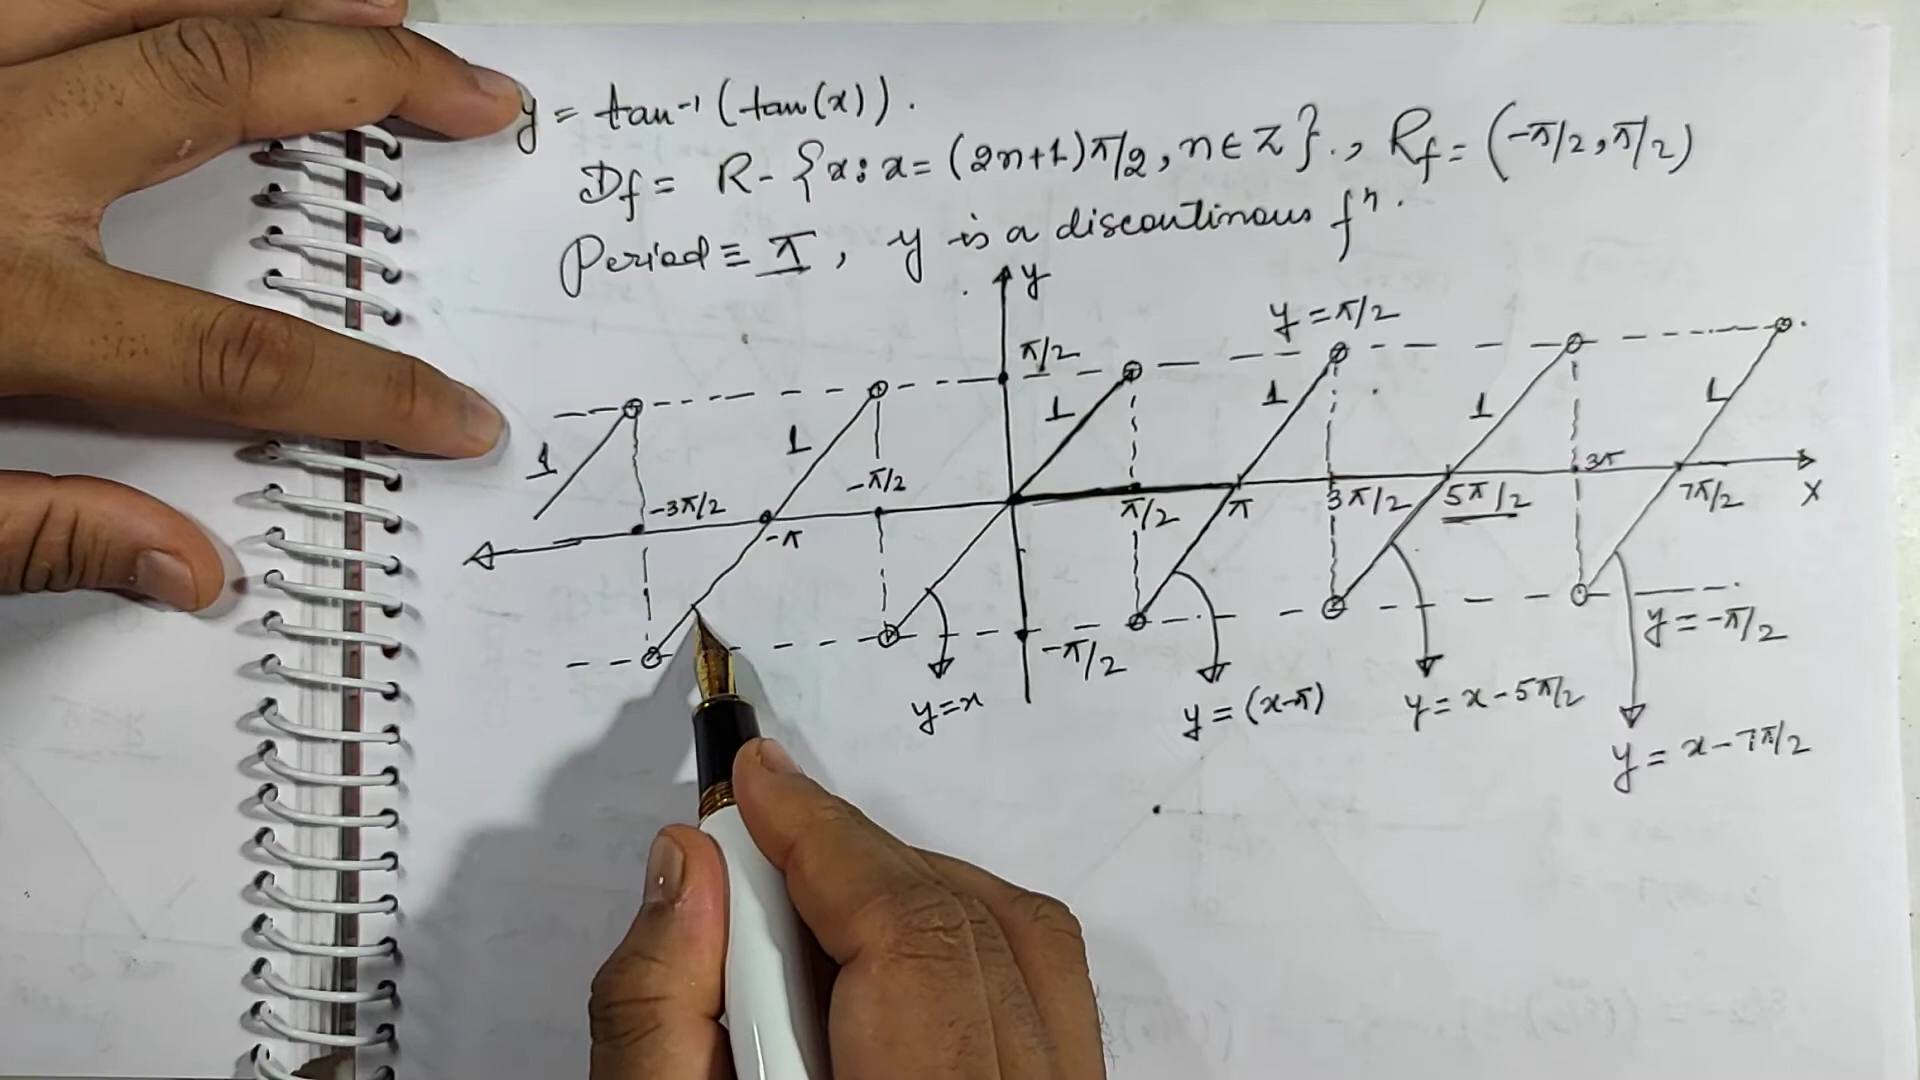 y = tan⁻¹(tan(x)).
Df = R - {x : x = (2n+1)π/2, n ∈ Z}., Rf = (-π/2, π/2)
Period ≡ π, y is a discontinous fⁿ.
y
y = π/2
π/2
1 1 1 1 1 1
-3π/2 -π -π/2 π/2 π 3π/2 5π/2 3π 7π/2 X
-π/2
y = -π/2
y = x
y = (x-π)
y = x - 5π/2
y = x - 7π/2